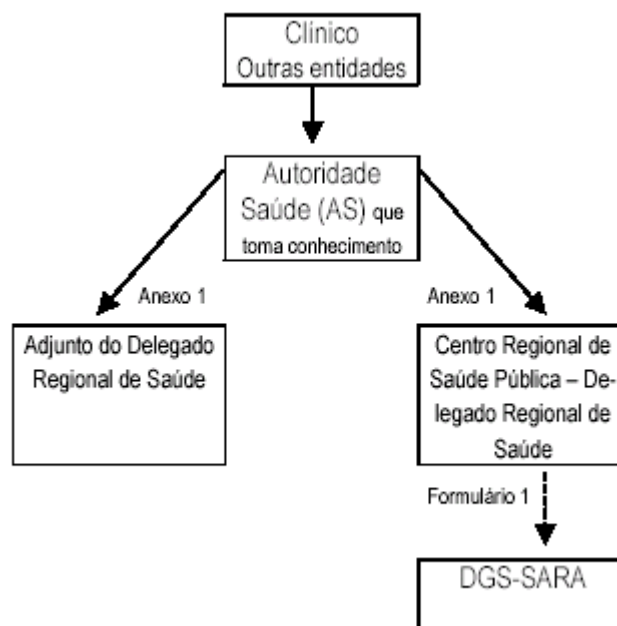 Clínico
Outras entidades
Autoridade
Saúde (AS) que
toma conhecimento
Anexo 1
Anexo 1
Adjunto do Delegado
Regional de Saúde
Centro Regional de
Saúde Pública – De-
legado Regional de
Saúde
Formulário 1
DGS-SARA